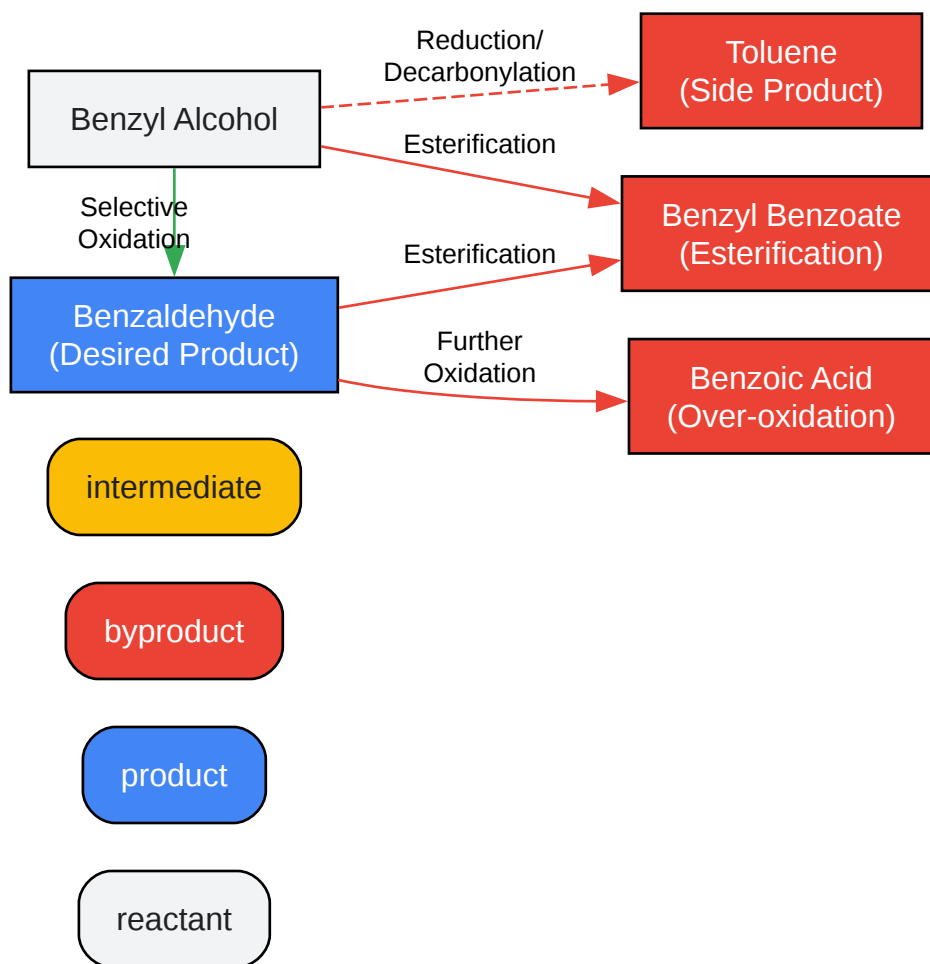 Reduction/
Decarbonylation
Toluene
(Side Product)
Benzyl Alcohol
Esterification
Selective
Oxidation
Benzyl Benzoate
(Esterification)
Esterification
Benzaldehyde
(Desired Product)
Further
Oxidation
Benzoic Acid
(Over-oxidation)
intermediate
byproduct
product
reactant